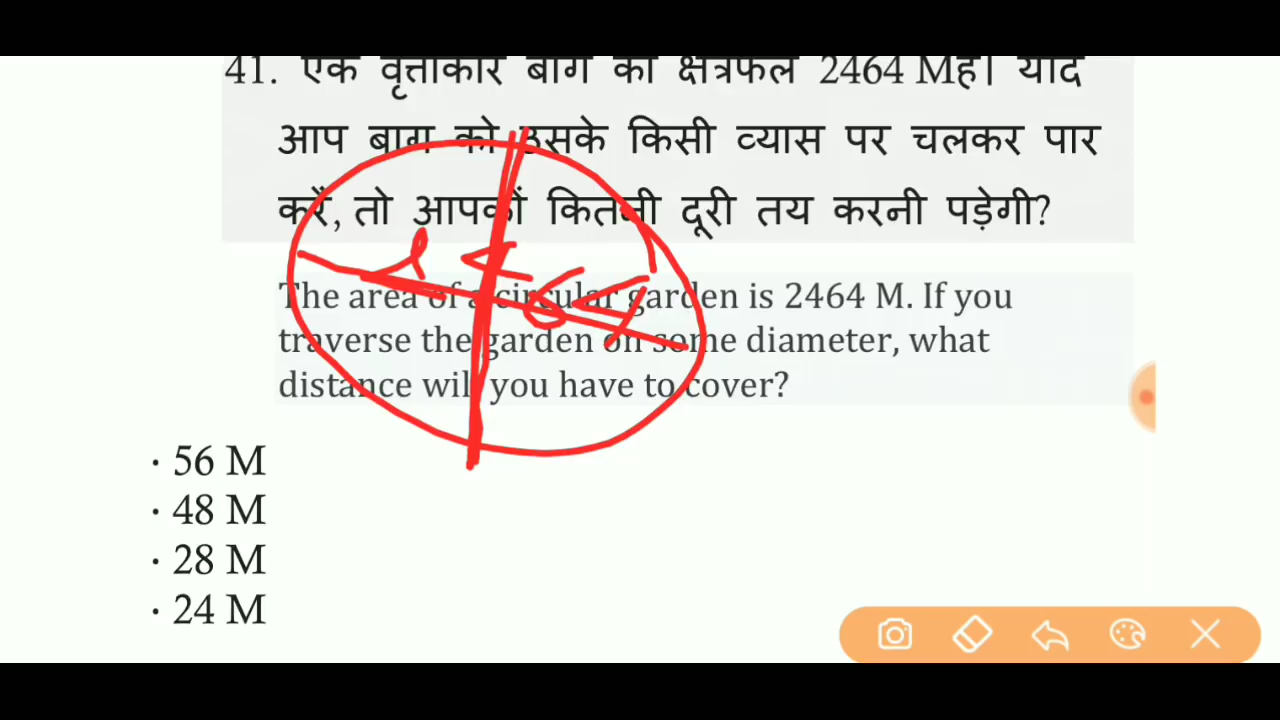 41. एक वृत्ताकार बाग का क्षेत्रफल 2464 Mहै। यदि
आप बाग को उसके किसी व्यास पर चलकर पार
करें, तो आपकों कितनी दूरी तय करनी पड़ेगी?
The area of a circular garden is 2464 M. If you
traverse the garden on some diameter, what
distance will you have to cover?
· 56 M
· 48 M
· 28 M
· 24 M